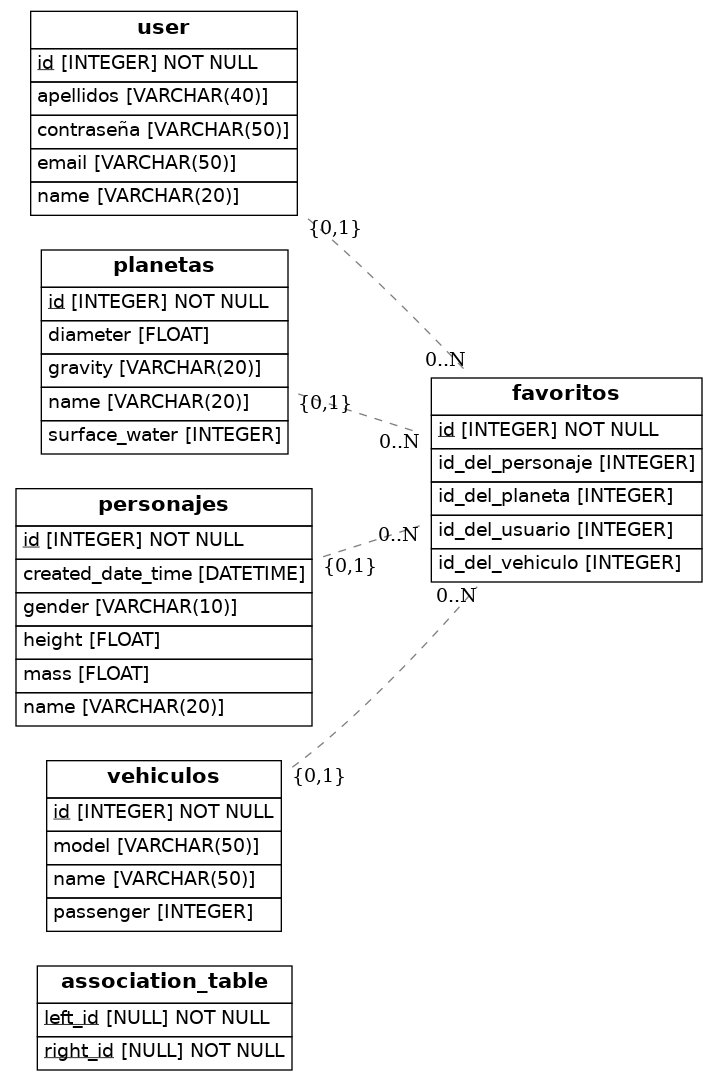 user
id [INTEGER] NOT NULL
apellidos [VARCHAR(40)]
contraseña [VARCHAR(50)]
email [VARCHAR(50)]
name [VARCHAR(20)]
{0,1}
0..N
planetas
id [INTEGER] NOT NULL
diameter [FLOAT]
gravity [VARCHAR(20)]
name [VARCHAR(20)]
surface_water [INTEGER]
{0,1}
0..N
favoritos
id [INTEGER] NOT NULL
id_del_personaje [INTEGER]
id_del_planeta [INTEGER]
id_del_usuario [INTEGER]
id_del_vehiculo [INTEGER]
personajes
id [INTEGER] NOT NULL
created_date_time [DATETIME]
gender [VARCHAR(10)]
height [FLOAT]
mass [FLOAT]
name [VARCHAR(20)]
0..N
{0,1}
0..N
vehiculos
id [INTEGER] NOT NULL
model [VARCHAR(50)]
name [VARCHAR(50)]
passenger [INTEGER]
{0,1}
association_table
left_id [NULL] NOT NULL
right_id [NULL] NOT NULL